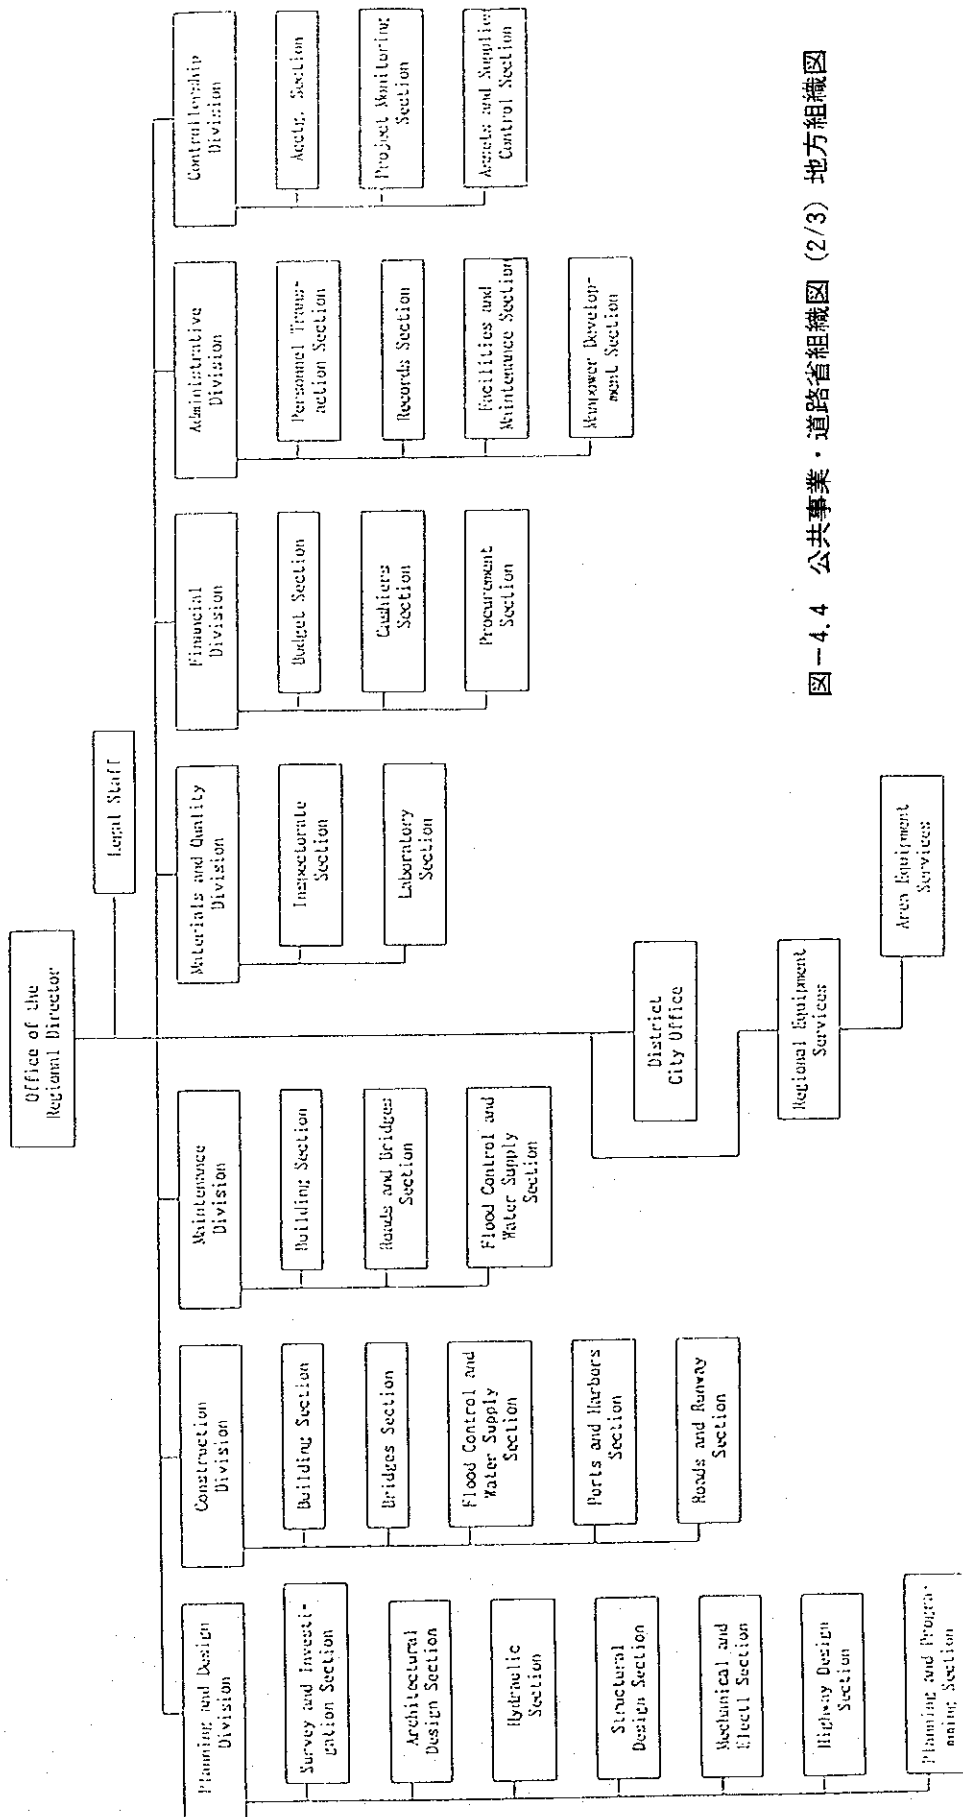 Office of the
Regional Director
Legal Staff
Planning and Design
Division
Survey and Investi-
gation Section
Architectural
Design Section
Hydraulic
Section
Structural
Design Section
Mechanical and
Electl Section
Highway Design
Section
Planning and Progra-
mming Section
Construction
Division
Building Section
Bridges Section
Flood Control and
Water Supply
Section
Ports and Harbors
Section
Roads and Runway
Section
Maintenance
Division
Building Section
Roads and Bridges
Section
Flood Control and
Water Supply
Section
Materials and Quality
Division
Inspectorate
Section
Laboratory
Section
Financial
Division
Budget Section
Cashiers
Section
Procurement
Section
Administrative
Division
Personnel Trans-
action Section
Records Section
Facilities and
Maintenance Section
Manpower Develop-
ment Section
Controllership
Division
Acctg. Section
Project Monitoring
Section
Assets and Supplies
Control Section
District
City Office
Regional Equipment
Services
Area Equipment
Services
図-4.4 公共事業・道路省組織図 (2/3) 地方組織図